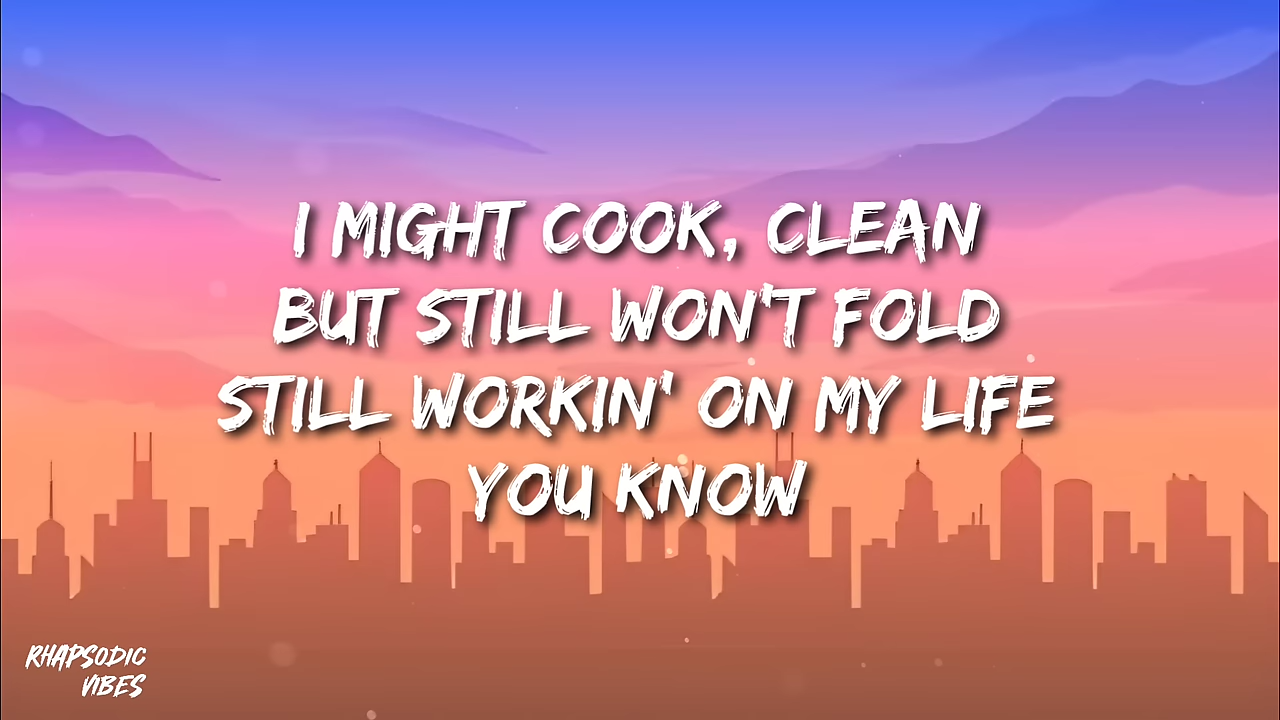 I MIGHT COOK, CLEAN
BUT STILL WON'T FOLD
STILL WORKIN' ON MY LIFE
YOU KNOW
RHAPSODIC
VIBES